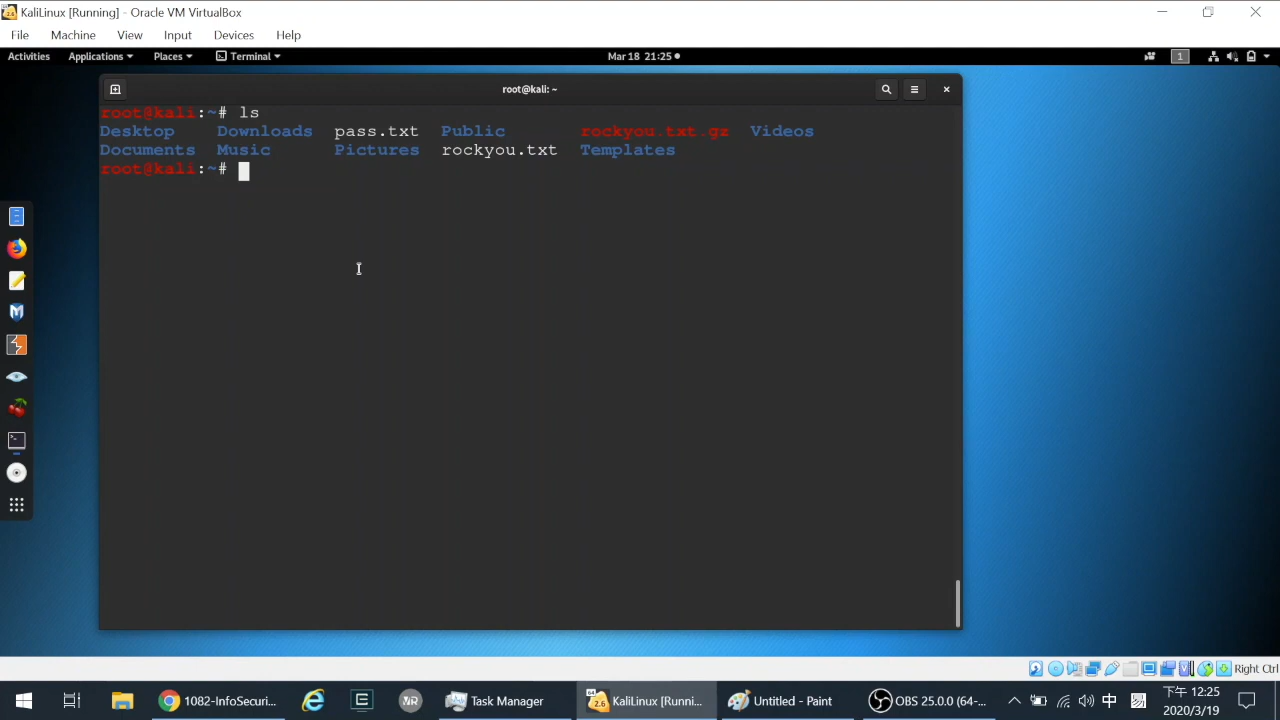 KaliLinux [Running] - Oracle VM VirtualBox
File Machine View Input Devices Help
Activities Applications Places Terminal Mar 18 21:25 1
root@kali: ~
root@kali:~# ls
Desktop Downloads pass.txt Public rockyou.txt.gz Videos
Documents Music Pictures rockyou.txt Templates
root@kali:~#
Right Ctrl
1082-InfoSecuri... Task Manager KaliLinux [Runni... Untitled - Paint OBS 25.0.0 (64-... 中 下午 12:25
2020/3/19